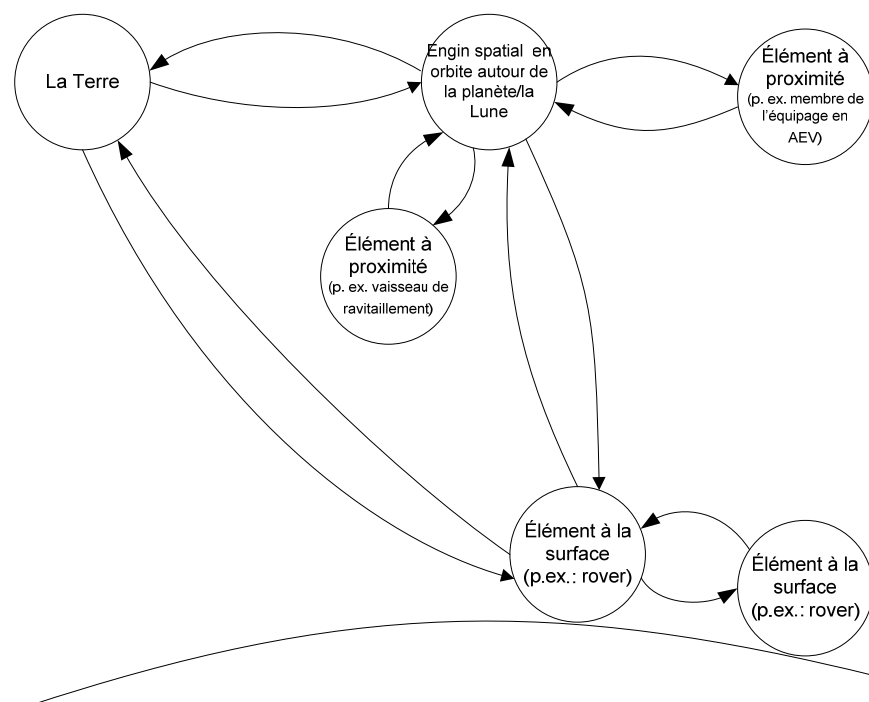 La Terre
Engin spatial en
orbite autour de
la planète/la
Lune
Élément à
proximité
(p. ex. membre de
l'équipage en
AEV)
Élément à
proximité
(p. ex. vaisseau de
ravitaillement)
Élément à la
surface
(p.ex.: rover)
Élément à la
surface
(p.ex.: rover)